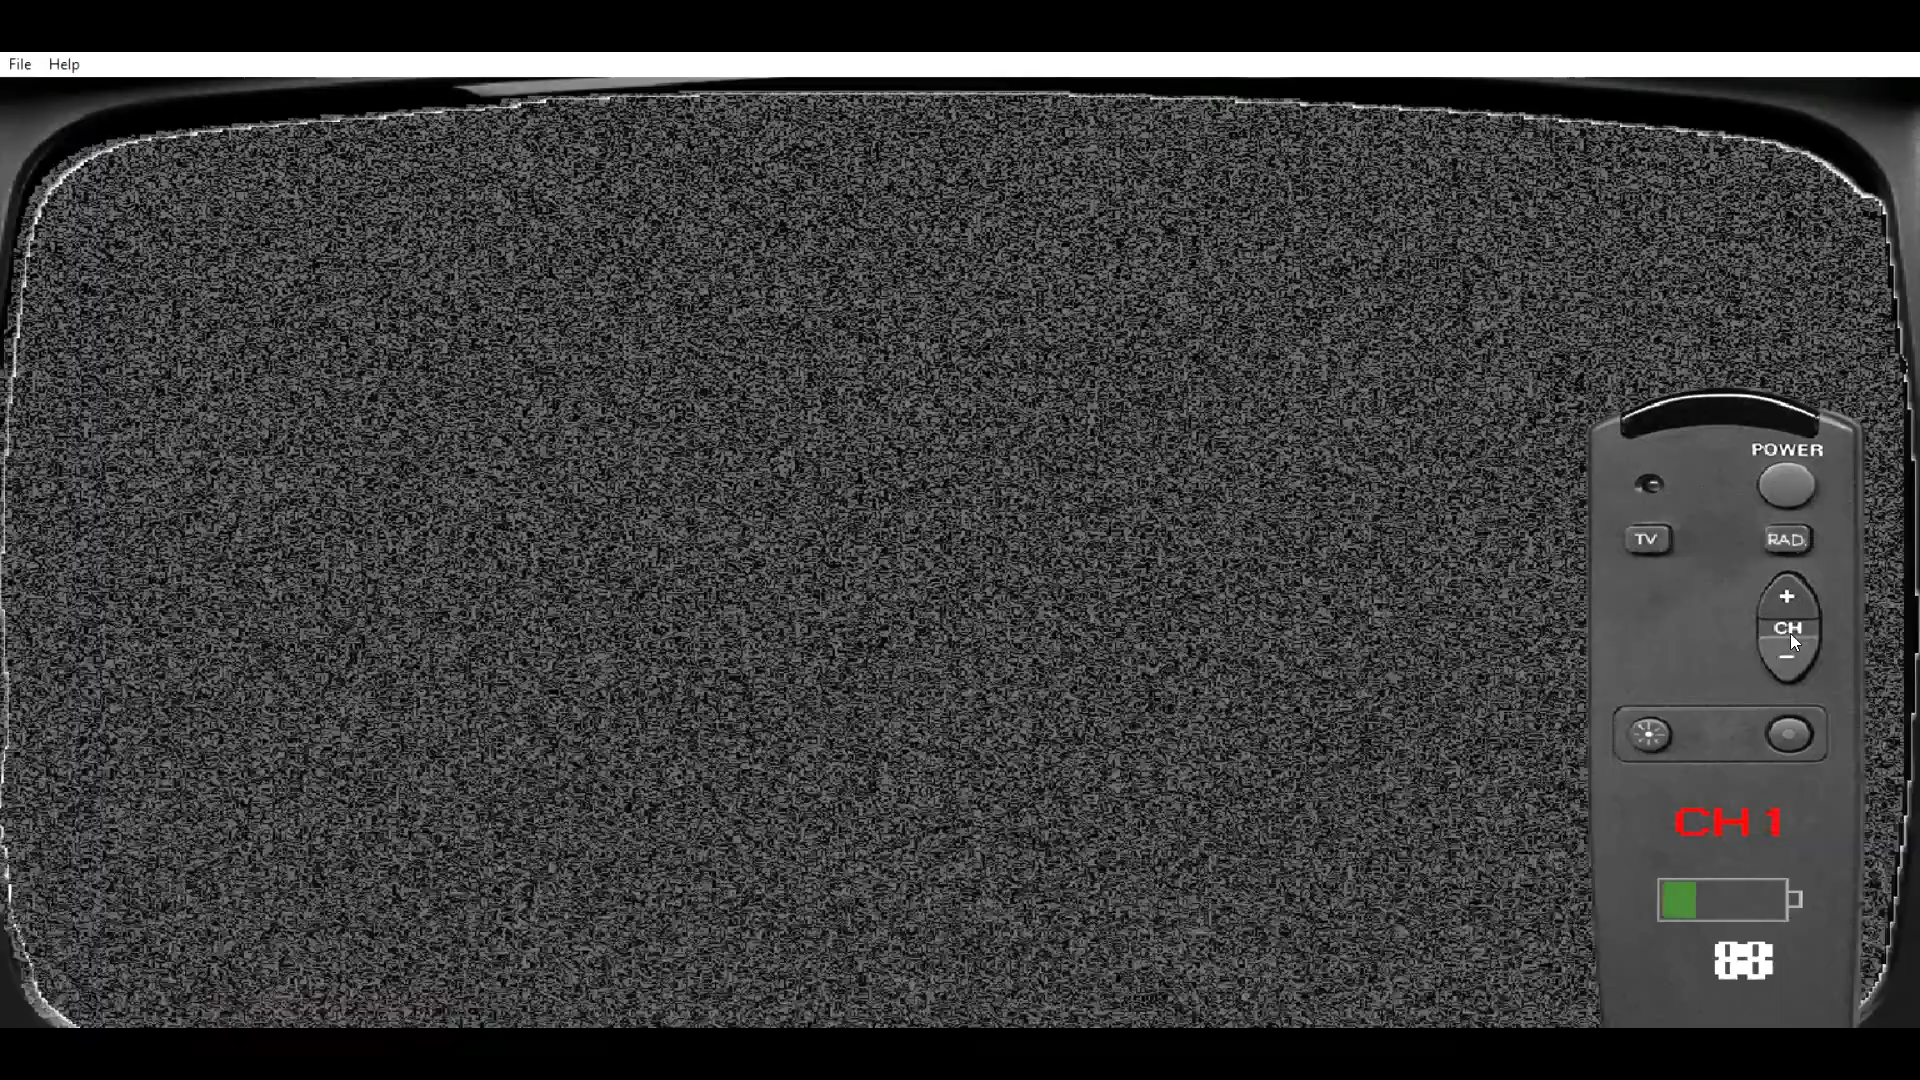 File Help
POWER
TV RAD.
+
CH
-
CH 1